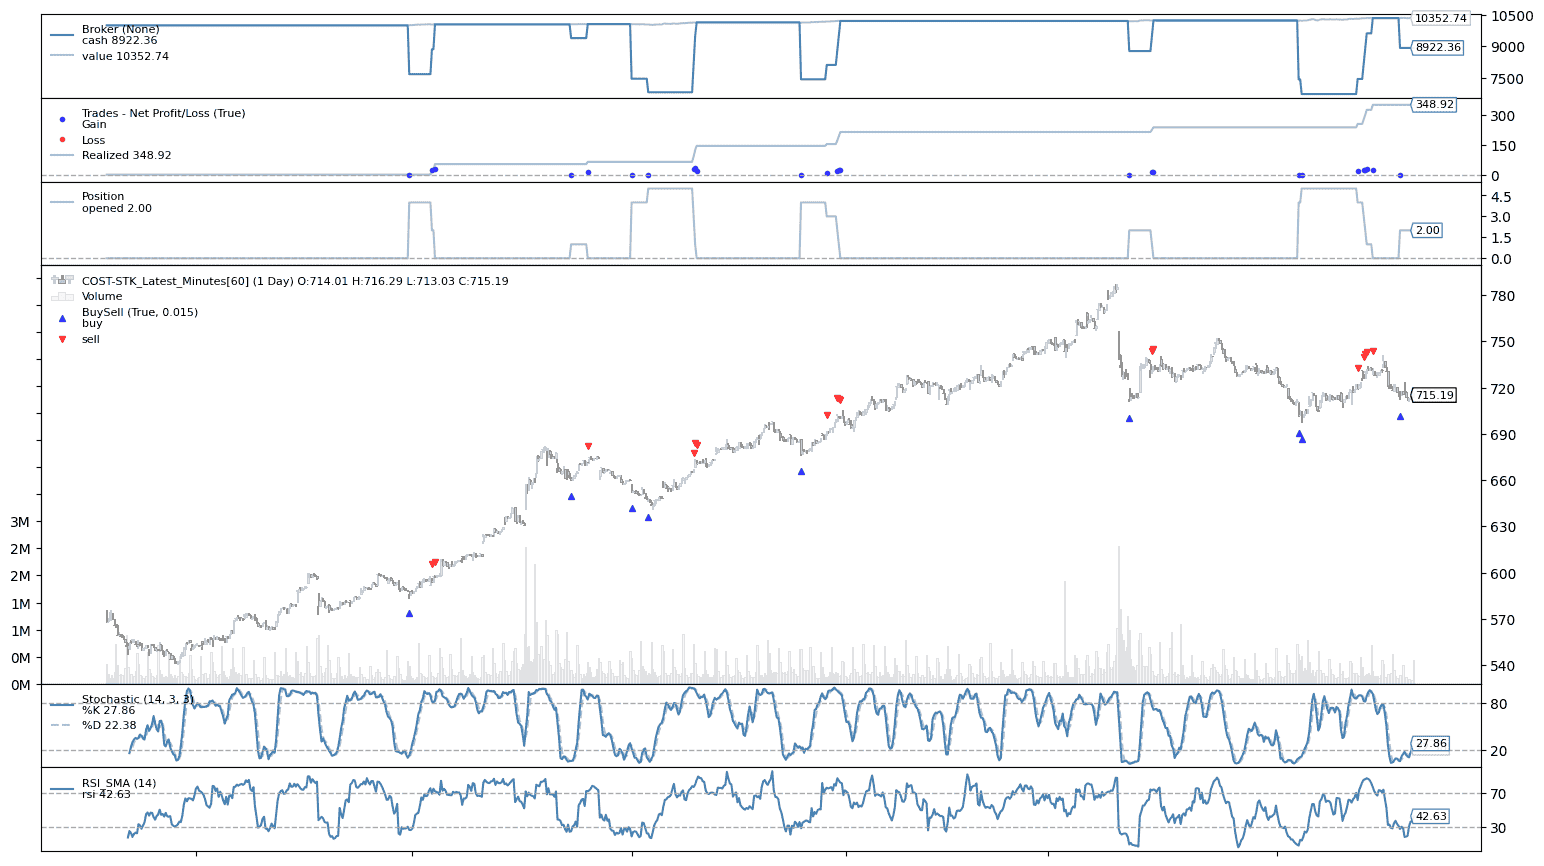 Broker (None)
cash 8922.36
value 10352.74
10500
10352.74
9000
8922.36
7500
Trades - Net Profit/Loss (True)
Gain
Loss
Realized 348.92
348.92
300
150
0
Position
opened 2.00
4.5
3.0
2.00
1.5
0.0
COST-STK_Latest_Minutes[60] (1 Day) O:714.01 H:716.29 L:713.03 C:715.19
Volume
BuySell (True, 0.015)
buy
sell
780
750
720
715.19
690
660
630
600
570
540
3M
2M
2M
1M
1M
0M
0M
Stochastic (14, 3, 3)
%K 27.86
%D 22.38
80
27.86
20
RSI_SMA (14)
rsi 42.63
70
42.63
30